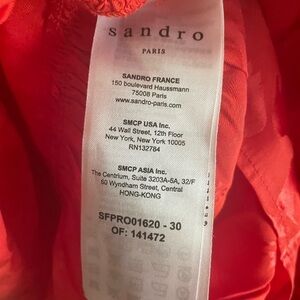 sandro
PARIS
SANDRO FRANCE
150 boulevard Haussmann
75008 Paris
www.sandro-paris.com
SMCP USA Inc.
44 Wall Street, 12th Floor
New York, New York 10005
RN132784
SMCP ASIA Inc.
The Centrium, Suite 3203A-5A, 32/F
60 Wyndham Street, Central
HONG-KONG
SFPRO01620 - 30
OF: 141472